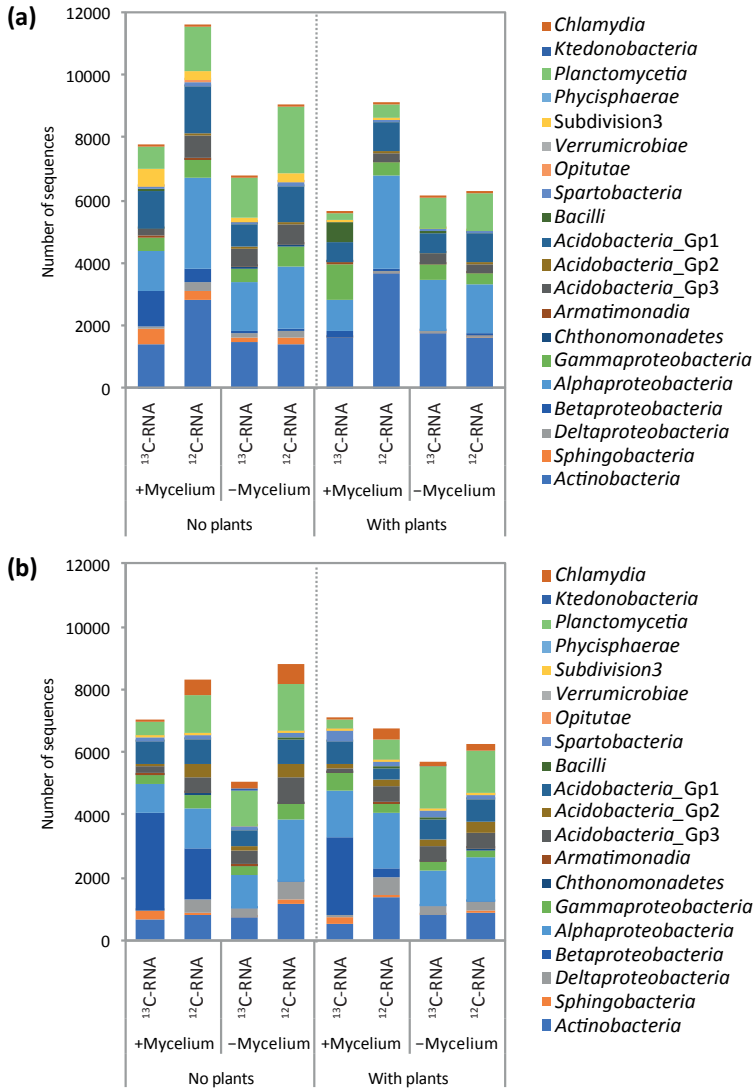 (a)
Number of sequences
12000
10000
8000
6000
4000
2000
0
¹³C-RNA
¹²C-RNA
¹³C-RNA
¹²C-RNA
¹³C-RNA
¹²C-RNA
¹³C-RNA
¹²C-RNA
+Mycelium
−Mycelium
+Mycelium
−Mycelium
No plants
With plants
Chlamydia
Ktedonobacteria
Planctomycetia
Phycisphaerae
Subdivision3
Verrumicrobiae
Opitutae
Spartobacteria
Bacilli
Acidobacteria_Gp1
Acidobacteria_Gp2
Acidobacteria_Gp3
Armatimonadia
Chthonomonadetes
Gammaproteobacteria
Alphaproteobacteria
Betaproteobacteria
Deltaproteobacteria
Sphingobacteria
Actinobacteria
(b)
Number of sequences
12000
10000
8000
6000
4000
2000
0
¹³C-RNA
¹²C-RNA
¹³C-RNA
¹²C-RNA
¹³C-RNA
¹²C-RNA
¹³C-RNA
¹²C-RNA
+Mycelium
−Mycelium
+Mycelium
−Mycelium
No plants
With plants
Chlamydia
Ktedonobacteria
Planctomycetia
Phycisphaerae
Subdivision3
Verrumicrobiae
Opitutae
Spartobacteria
Bacilli
Acidobacteria_Gp1
Acidobacteria_Gp2
Acidobacteria_Gp3
Armatimonadia
Chthonomonadetes
Gammaproteobacteria
Alphaproteobacteria
Betaproteobacteria
Deltaproteobacteria
Sphingobacteria
Actinobacteria